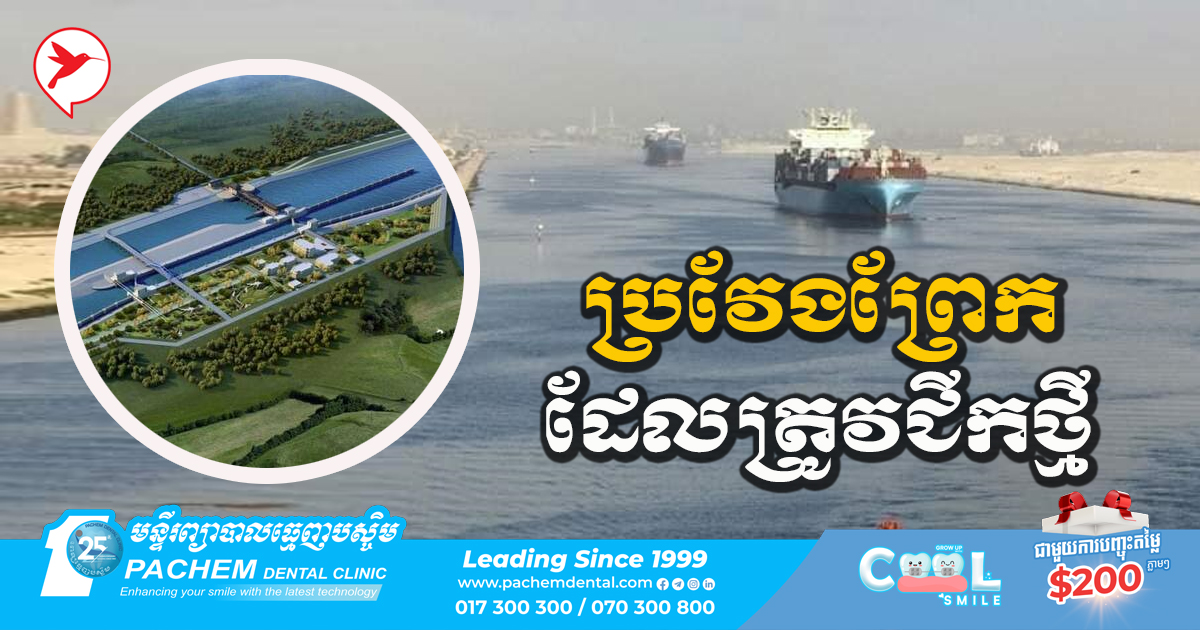 ប្រវែងព្រែក
ដែលត្រូវជីកថ្មី
មន្ទីរព្យាបាលធ្មេញប៉ាស្ចឹម
PACHEM DENTAL CLINIC
Enhancing your smile with the latest technology
Leading Since 1999
www.pachemdental.com
017 300 300 / 070 300 800
GROW UP
COOL
SMILE
ជាមួយការបញ្ចុះតម្លៃ
ភ្លាមៗ
$200
25